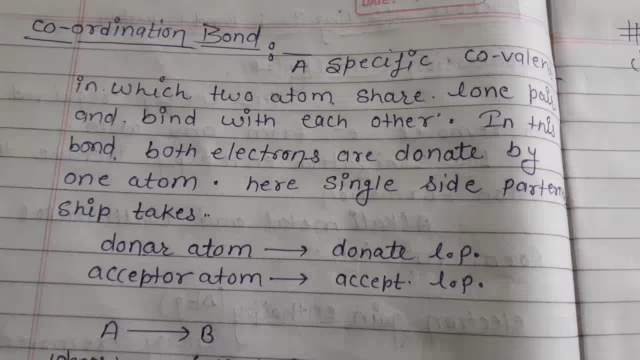 Date:
co-ordination Bond :- A specific co-valen
in which two atom share lone pai
and bind with each other. In this
bond both electrons are donate by
one atom. here single side partern
ship takes.
donar atom → donate l.p.
acceptor atom → accept. l.p.
A → B
#